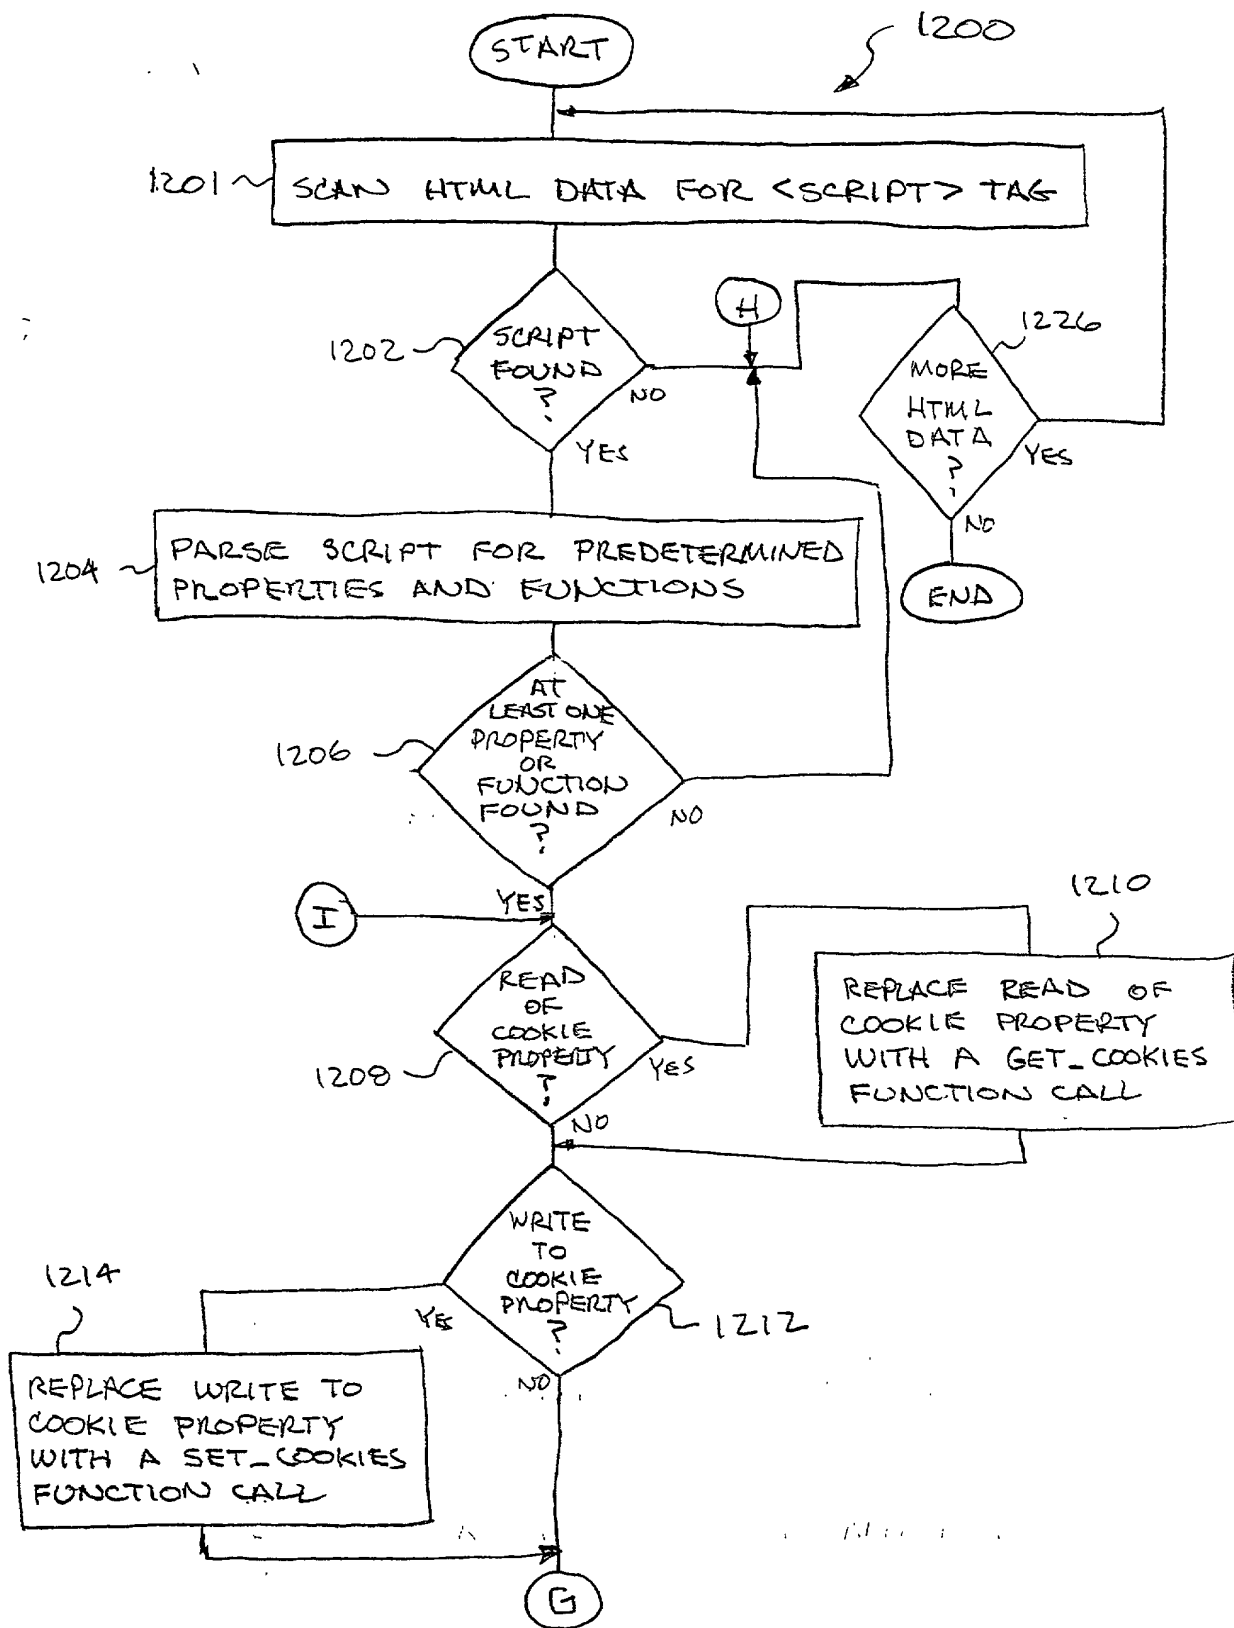 START
1200
1201
SCAN HTML DATA FOR <SCRIPT> TAG
H
1226
1202
SCRIPT
FOUND
?
NO
MORE
HTML
DATA
?
YES
YES
NO
1204
PARSE SCRIPT FOR PREDETERMINED
PROPERTIES AND FUNCTIONS
END
1206
AT
LEAST ONE
PROPERTY
OR
FUNCTION
FOUND
?
NO
YES
I
1210
READ
OF
COOKIE
PROPERTY
?
1208
YES
NO
REPLACE READ OF
COOKIE PROPERTY
WITH A GET_COOKIES
FUNCTION CALL
WRITE
TO
COOKIE
PROPERTY
?
1214
YES
1212
NO
REPLACE WRITE TO
COOKIE PROPERTY
WITH A SET_COOKIES
FUNCTION CALL
G